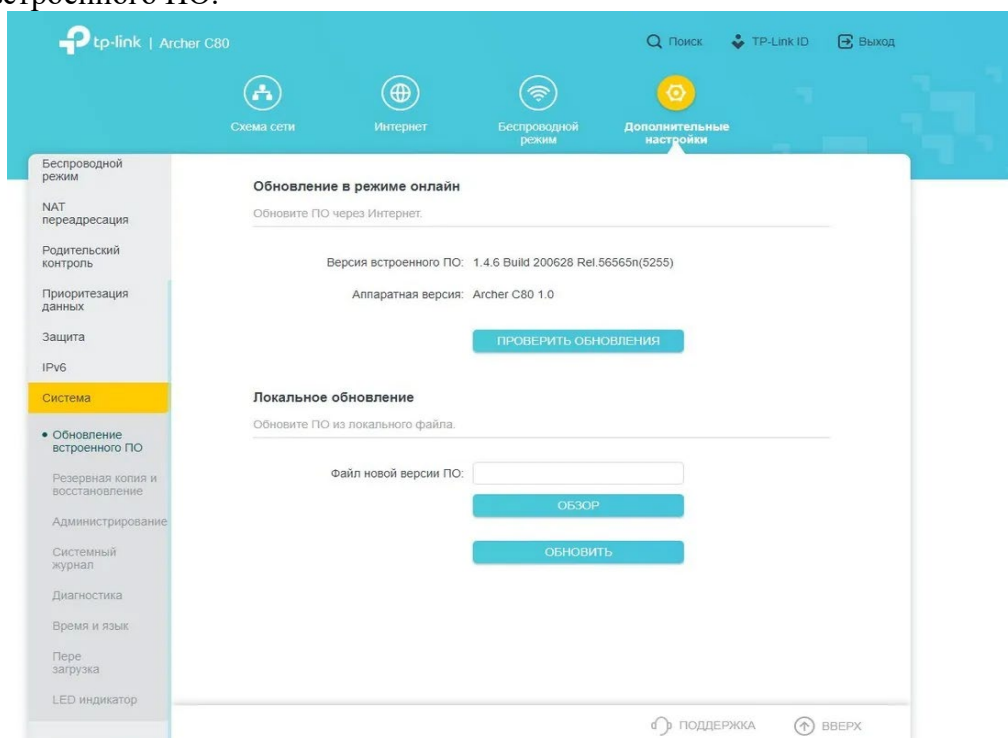 встроенного ПО:
tp-link | Archer C80
Поиск
TP-Link ID
Выход
Схема сети
Интернет
Беспроводной
режим
Дополнительные
настройки
Беспроводной
режим
NAT
переадресация
Родительский
контроль
Приоритезация
данных
Защита
IPv6
Система
Обновление
встроенного ПО
Резервная копия и
восстановление
Администрирование
Системный
журнал
Диагностика
Время и язык
Пере
загрузка
LED индикатор
Обновление в режиме онлайн
Обновите ПО через Интернет.
Версия встроенного ПО: 1.4.6 Build 200628 Rel.56565n(5255)
Аппаратная версия: Archer C80 1.0
ПРОВЕРИТЬ ОБНОВЛЕНИЯ
Локальное обновление
Обновите ПО из локального файла.
Файл новой версии ПО:
ОБЗОР
ОБНОВИТЬ
ПОДДЕРЖКА
ВВЕРХ